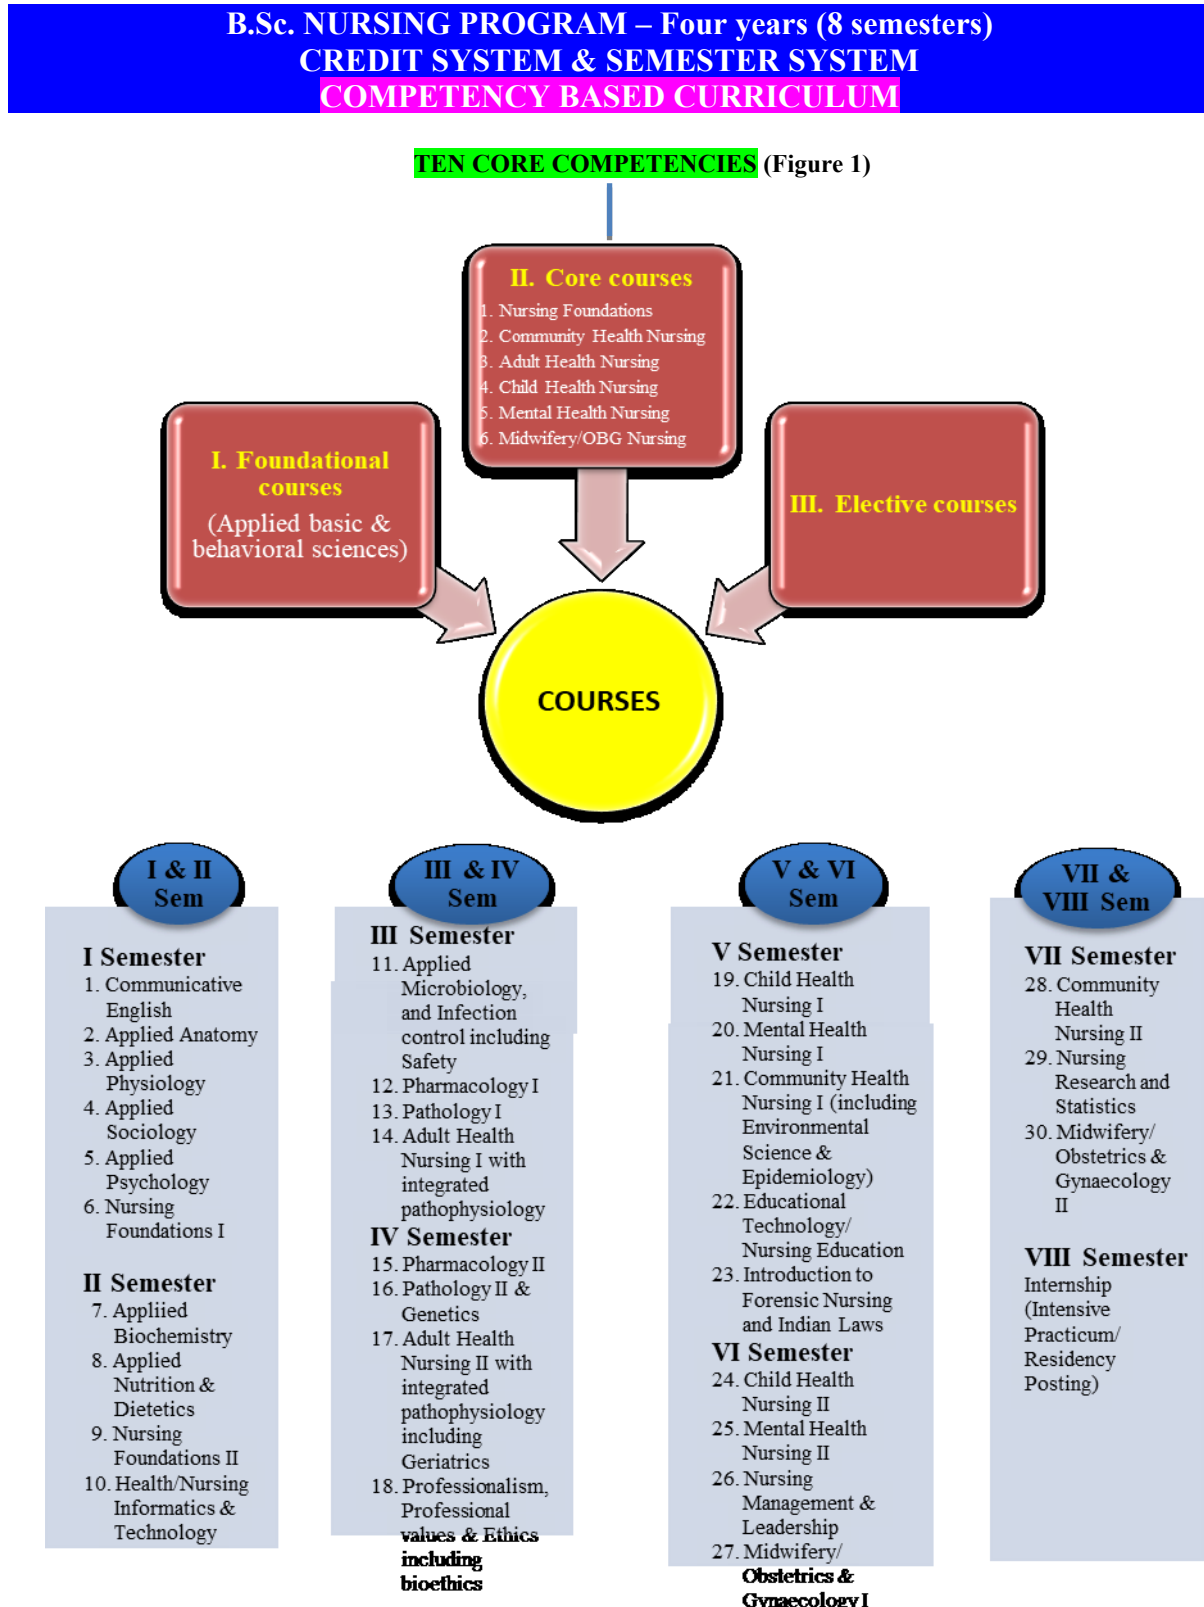 B.Sc. NURSING PROGRAM – Four years (8 semesters)
CREDIT SYSTEM & SEMESTER SYSTEM
COMPETENCY BASED CURRICULUM
TEN CORE COMPETENCIES (Figure 1)
II. Core courses
1. Nursing Foundations
2. Community Health Nursing
3. Adult Health Nursing
4. Child Health Nursing
5. Mental Health Nursing
6. Midwifery/OBG Nursing
I. Foundational
courses
(Applied basic &
behavioral sciences)
III. Elective courses
COURSES
I & II
Sem
I Semester
1. Communicative
English
2. Applied Anatomy
3. Applied
Physiology
4. Applied
Sociology
5. Applied
Psychology
6. Nursing
Foundations I
II Semester
7. Appliied
Biochemistry
8. Applied
Nutrition &
Dietetics
9. Nursing
Foundations II
10. Health/Nursing
Informatics &
Technology
III & IV
Sem
III Semester
11. Applied
Microbiology,
and Infection
control including
Safety
12. Pharmacology I
13. Pathology I
14. Adult Health
Nursing I with
integrated
pathophysiology
IV Semester
15. Pharmacology II
16. Pathology II &
Genetics
17. Adult Health
Nursing II with
integrated
pathophysiology
including
Geriatrics
18. Professionalism,
Professional
values & Ethics
including
bioethics
V & VI
Sem
V Semester
19. Child Health
Nursing I
20. Mental Health
Nursing I
21. Community Health
Nursing I (including
Environmental
Science &
Epidemiology)
22. Educational
Technology/
Nursing Education
23. Introduction to
Forensic Nursing
and Indian Laws
VI Semester
24. Child Health
Nursing II
25. Mental Health
Nursing II
26. Nursing
Management &
Leadership
27. Midwifery/
Obstetrics &
Gynaecology I
VII &
VIII Sem
VII Semester
28. Community
Health
Nursing II
29. Nursing
Research and
Statistics
30. Midwifery/
Obstetrics &
Gynaecology
II
VIII Semester
Internship
(Intensive
Practicum/
Residency
Posting)